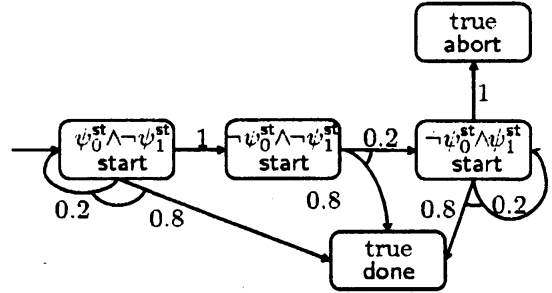 true
abort
1
ψ₀ˢᵗ∧¬ψ₁ˢᵗ
start
1
¬ψ₀ˢᵗ∧¬ψ₁ˢᵗ
start
0.2
¬ψ₀ˢᵗ∧ψ₁ˢᵗ
start
0.2
0.8
0.8
0.8
0.2
true
done